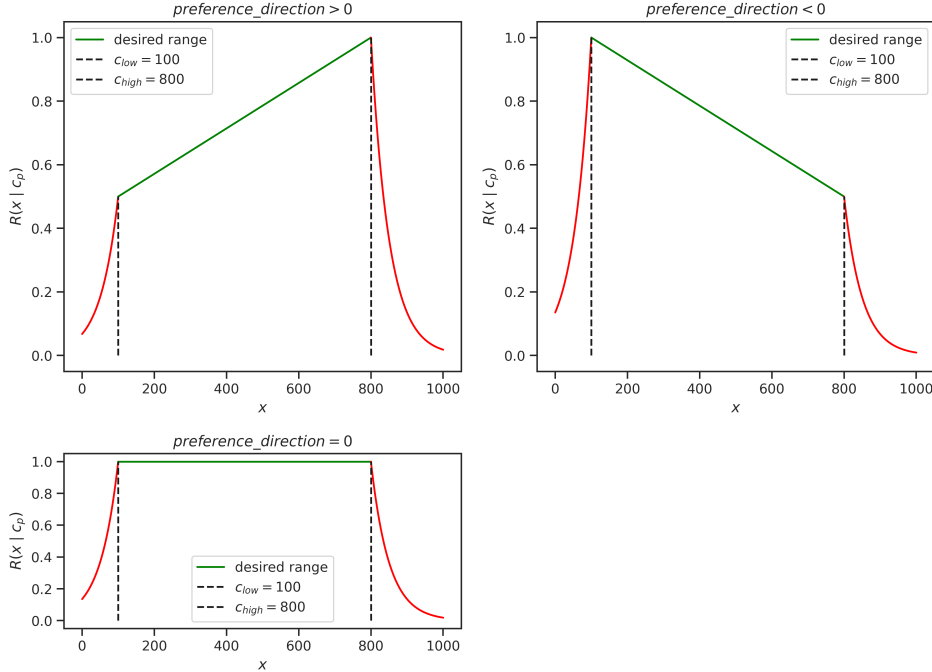 preference_direction > 0
desired range
c_low = 100
c_high = 800
1.0
0.8
0.6
0.4
0.2
0.0
R(x | c_p)
0 200 400 600 800 1000
x
preference_direction < 0
desired range
c_low = 100
c_high = 800
1.0
0.8
0.6
0.4
0.2
0.0
R(x | c_p)
0 200 400 600 800 1000
x
preference_direction = 0
1.0
0.8
0.6
0.4
0.2
0.0
R(x | c_p)
desired range
c_low = 100
c_high = 800
0 200 400 600 800 1000
x